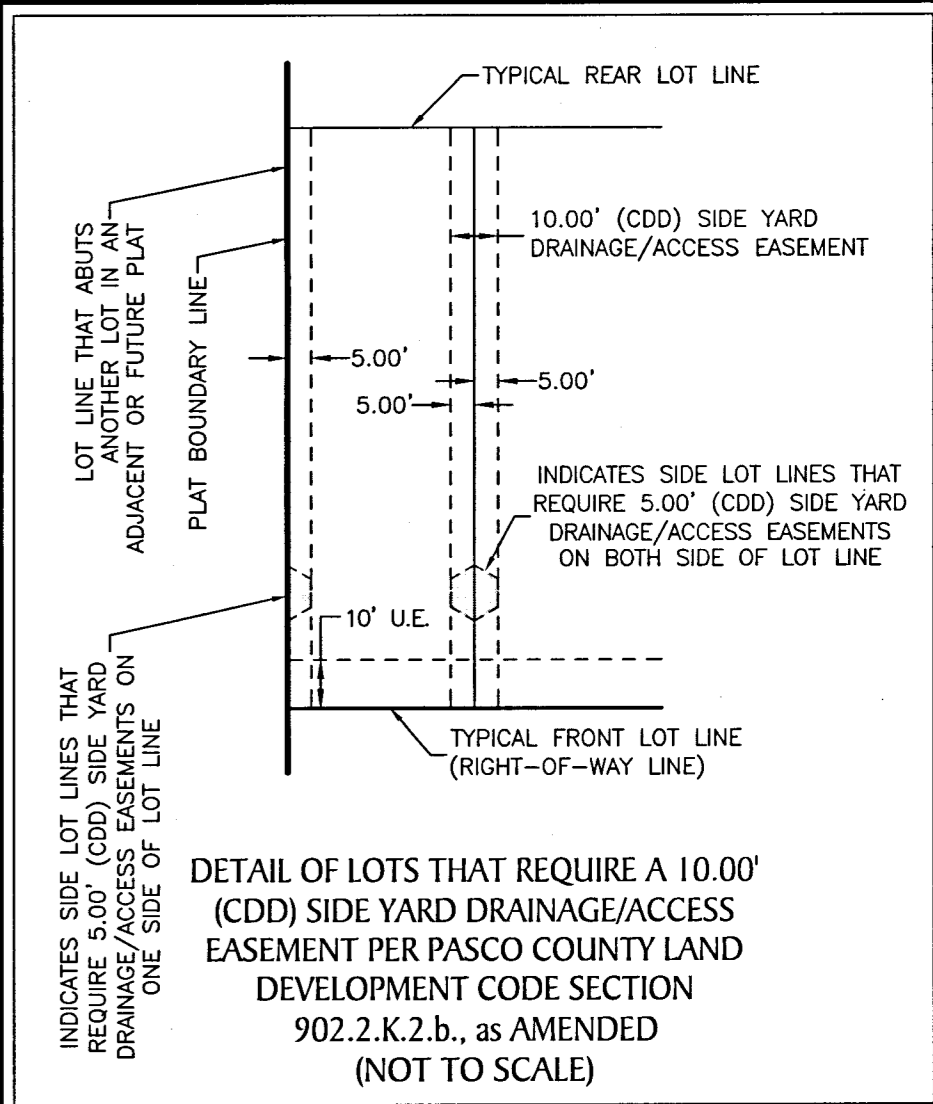 TYPICAL REAR LOT LINE
LOT LINE THAT ABUTS
ANOTHER LOT IN AN
ADJACENT OR FUTURE PLAT
PLAT BOUNDARY LINE
10.00' (CDD) SIDE YARD
DRAINAGE/ACCESS EASEMENT
5.00'
5.00'
5.00'
INDICATES SIDE LOT LINES THAT
REQUIRE 5.00' (CDD) SIDE YARD
DRAINAGE/ACCESS EASEMENTS
ON BOTH SIDE OF LOT LINE
10' U.E.
INDICATES SIDE LOT LINES THAT
REQUIRE 5.00' (CDD) SIDE YARD
DRAINAGE/ACCESS EASEMENTS ON
ONE SIDE OF LOT LINE
TYPICAL FRONT LOT LINE
(RIGHT-OF-WAY LINE)
DETAIL OF LOTS THAT REQUIRE A 10.00'
(CDD) SIDE YARD DRAINAGE/ACCESS
EASEMENT PER PASCO COUNTY LAND
DEVELOPMENT CODE SECTION
902.2.K.2.b., as AMENDED
(NOT TO SCALE)